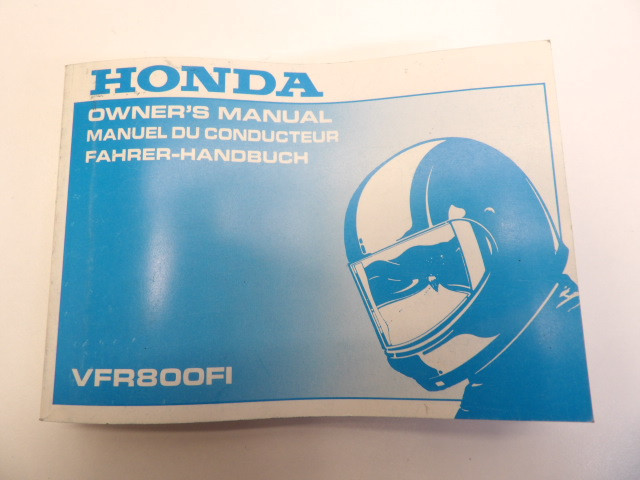 HONDA
OWNER'S MANUAL
MANUEL DU CONDUCTEUR
FAHRER-HANDBUCH
VFR800FI